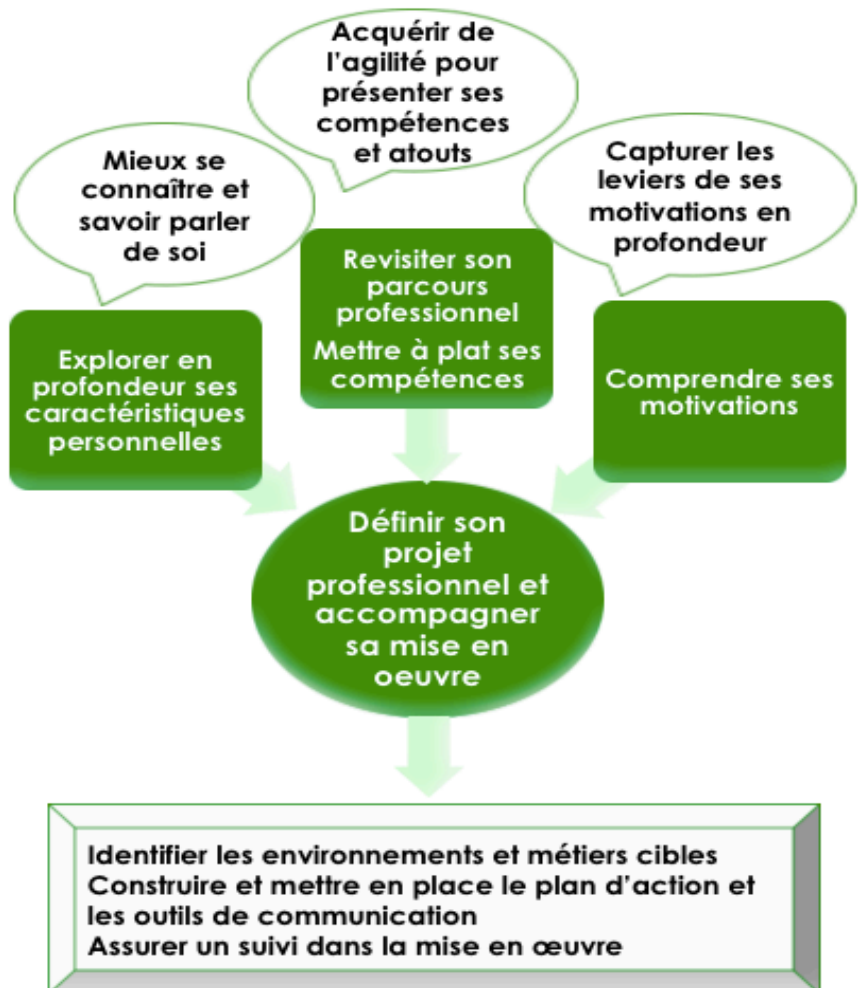 Acquérir de
l'agilité pour
présenter ses
compétences
et atouts
Mieux se
connaître et
savoir parler
de soi
Capturer les
leviers de ses
motivations en
profondeur
Explorer en
profondeur ses
caractéristiques
personnelles
Revisiter son
parcours
professionnel
Mettre à plat ses
compétences
Comprendre ses
motivations
Définir son
projet
professionnel et
accompagner
sa mise en
oeuvre
Identifier les environnements et métiers cibles
Construire et mettre en place le plan d'action et
les outils de communication
Assurer un suivi dans la mise en œuvre